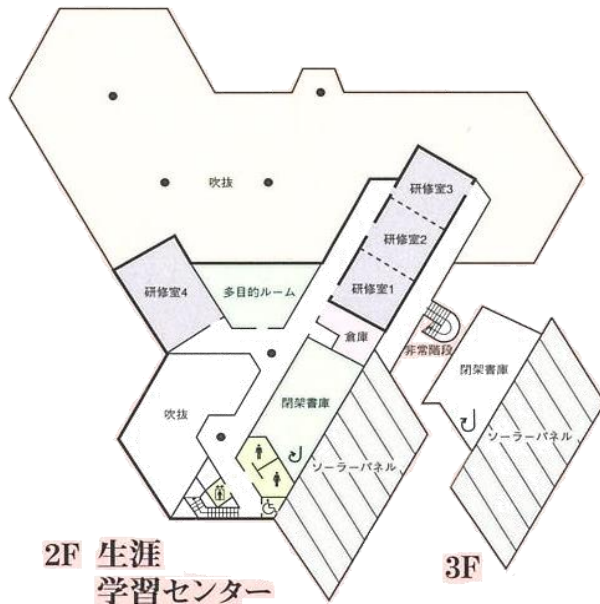 吹抜
研修室3
研修室2
研修室1
研修室4
多目的ルーム
倉庫
非常階段
閉架書庫
吹抜
閉架書庫
ソーラーパネル
ソーラーパネル
2F 生涯
学習センター
3F